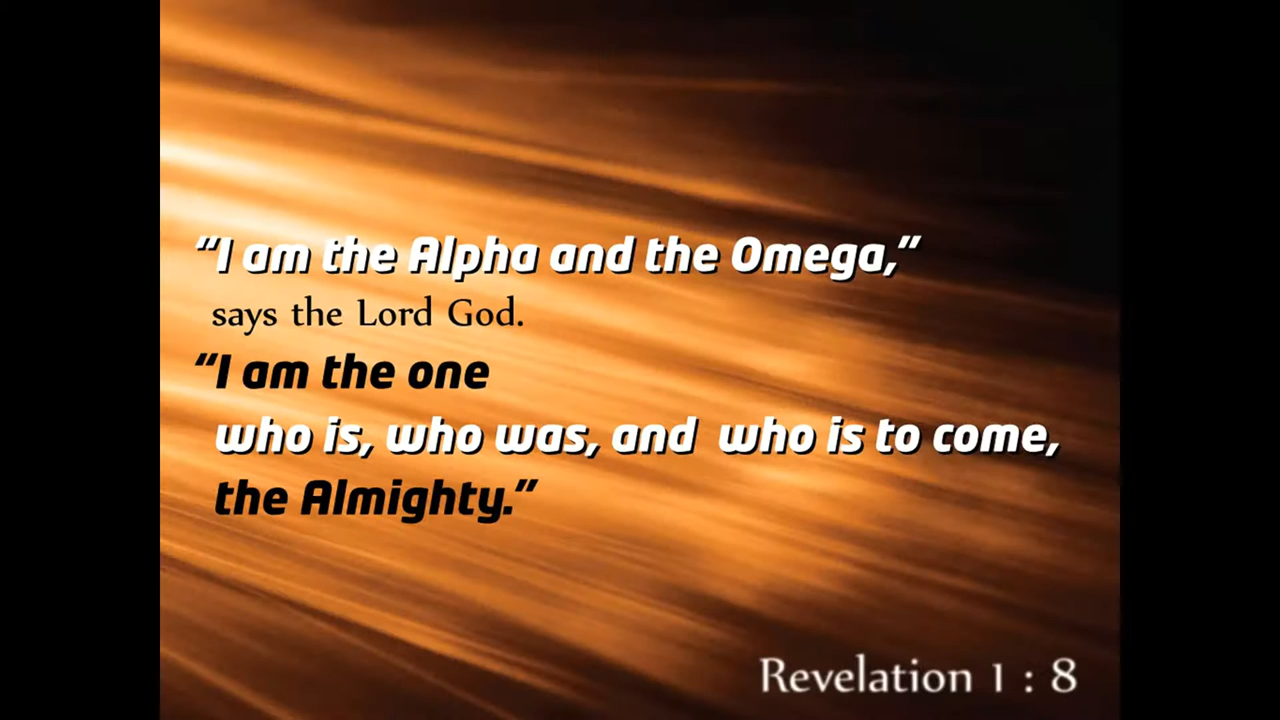 “I am the Alpha and the Omega,”
says the Lord God.
“I am the one
who is, who was, and who is to come,
the Almighty.”
Revelation 1 : 8